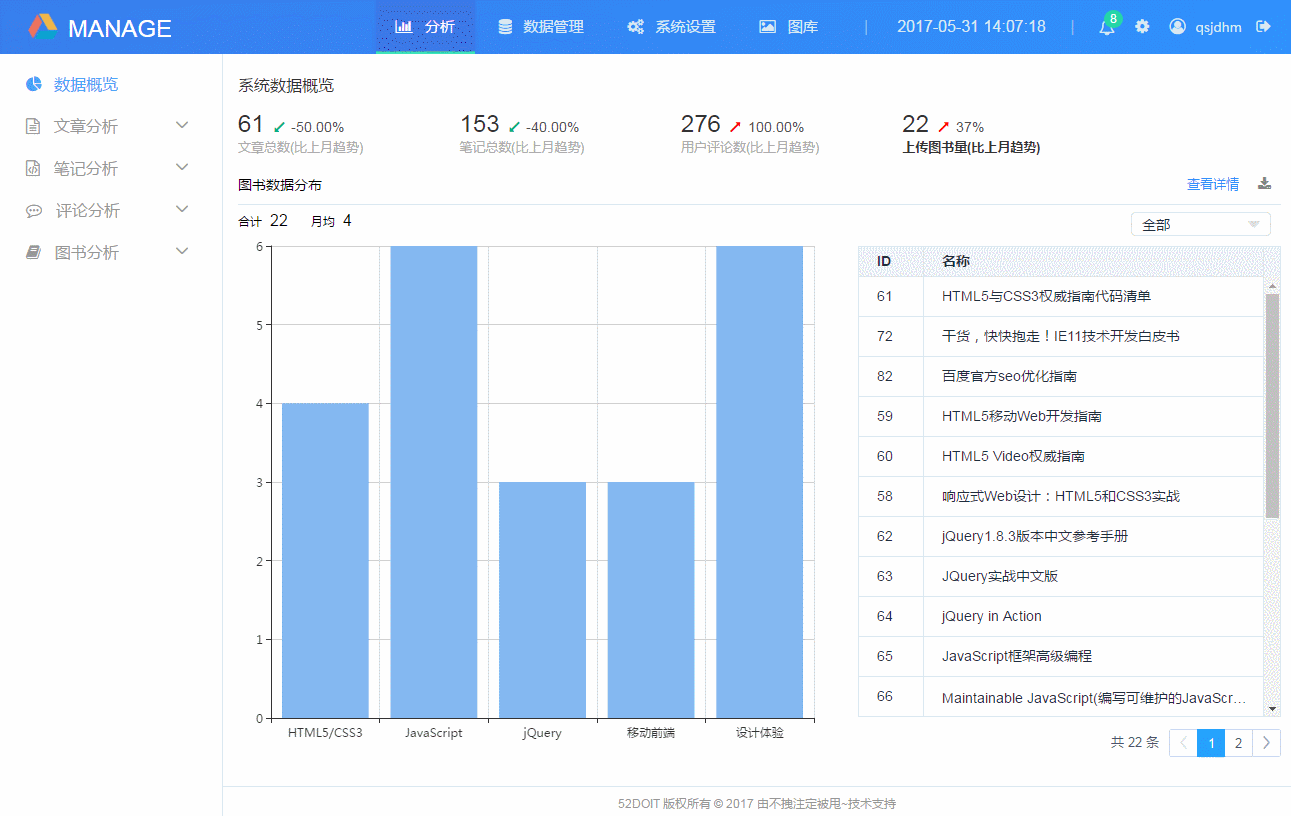 MANAGE 分析 数据管理 系统设置 图库 | 2017-05-31 14:07:18 | 8 qsjdhm
数据概览
文章分析
笔记分析
评论分析
图书分析
系统数据概览
61 -50.00% 153 -40.00% 276 100.00% 22 37%
文章总数(比上月趋势) 笔记总数(比上月趋势) 用户评论数(比上月趋势) 上传图书量(比上月趋势)
图书数据分布 查看详情
合计 22 月均 4 全部
6
5
4
3
2
1
0
HTML5/CSS3 JavaScript jQuery 移动前端 设计体验
ID 名称
61 HTML5与CSS3权威指南代码清单
72 干货，快快抱走！IE11技术开发白皮书
82 百度官方seo优化指南
59 HTML5移动Web开发指南
60 HTML5 Video权威指南
58 响应式Web设计：HTML5和CSS3实战
62 jQuery1.8.3版本中文参考手册
63 JQuery实战中文版
64 jQuery in Action
65 JavaScript框架高级编程
66 Maintainable JavaScript(编写可维护的JavaScr...
共 22 条 1 2
52DOIT 版权所有 © 2017 由不拽注定被甩~技术支持